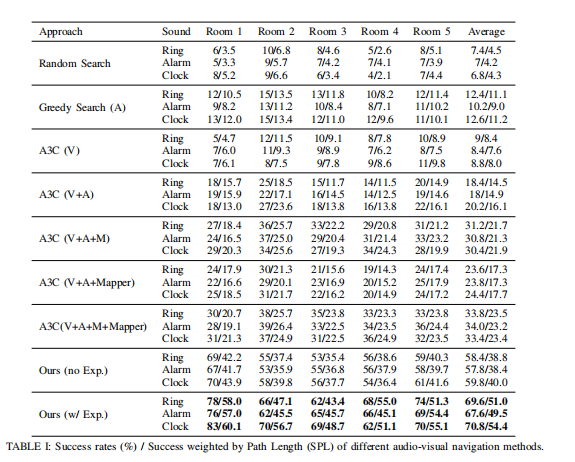 Approach Sound Room 1 Room 2 Room 3 Room 4 Room 5 Average
Ring 6/3.5 10/6.8 8/4.6 5/2.6 8/5.1 7.4/4.5
Random Search Alarm 5/3.3 9/5.7 7/4.2 7/4.1 7/3.9 7/4.2
Clock 8/5.2 9/6.6 6/3.4 4/2.1 7/4.4 6.8/4.3
Ring 12/10.5 15/13.5 13/11.8 10/8.2 12/11.4 12.4/11.1
Greedy Search (A) Alarm 9/8.2 13/11.2 10/8.4 8/7.1 11/10.2 10.2/9.0
Clock 13/12.0 15/13.4 12/11.0 12/9.6 11/10.1 12.6/11.2
Ring 5/4.7 12/11.5 10/9.1 8/7.8 10/8.9 9/8.4
A3C (V) Alarm 7/6.0 11/9.3 9/8.9 7/6.2 8/7.5 8.4/7.6
Clock 7/6.1 8/7.5 9/7.8 9/8.6 11/9.8 8.8/8.0
Ring 18/15.7 25/18.5 15/11.7 14/11.5 20/14.9 18.4/14.5
A3C (V+A) Alarm 19/15.9 22/17.1 16/14.5 14/12.5 19/14.6 18/14.9
Clock 18/13.0 27/23.6 18/13.8 16/13.8 22/16.1 20.2/16.1
Ring 27/18.4 36/25.7 33/22.2 29/20.8 31/21.2 31.2/21.7
A3C (V+A+M) Alarm 24/16.5 37/25.0 29/20.4 31/21.4 33/23.2 30.8/21.3
Clock 29/20.3 34/25.6 27/19.3 34/24.3 28/19.9 30.4/21.9
Ring 24/17.9 30/21.3 21/15.6 19/14.3 24/17.4 23.6/17.3
A3C (V+A+Mapper) Alarm 22/16.6 29/20.1 23/16.9 20/15.2 25/17.9 23.8/17.3
Clock 25/18.5 31/21.7 22/16.2 20/14.9 24/17.2 24.4/17.7
Ring 30/20.7 38/25.7 35/23.8 33/23.3 33/23.8 33.8/23.5
A3C(V+A+M+Mapper) Alarm 28/19.1 39/26.4 33/22.5 34/23.5 36/24.4 34.0/23.2
Clock 31/21.3 37/24.9 31/22.5 36/24.9 32/23.5 33.4/23.4
Ring 69/42.2 55/37.4 53/35.4 56/38.6 59/40.3 58.4/38.8
Ours (no Exp.) Alarm 67/41.7 53/35.9 55/36.8 56/37.9 58/39.7 57.8/38.4
Clock 70/43.9 58/39.8 56/37.7 54/36.4 61/41.6 59.8/40.0
Ring 78/58.0 66/47.1 62/43.4 68/55.0 74/51.3 69.6/51.0
Ours (w/ Exp.) Alarm 76/57.0 62/45.5 65/45.7 66/45.1 69/54.4 67.6/49.5
Clock 83/60.1 70/56.7 69/48.7 62/51.1 70/55.1 70.8/54.4
TABLE I: Success rates (%) / Success weighted by Path Length (SPL) of different audio-visual navigation methods.